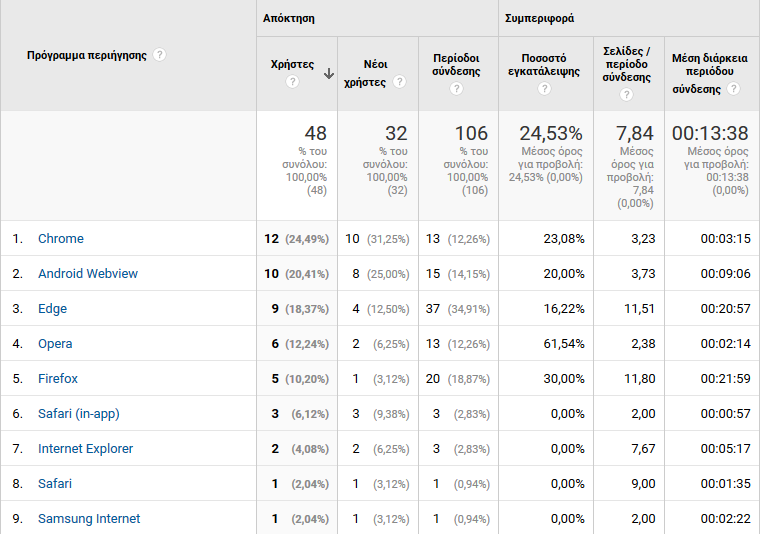 Απόκτηση Συμπεριφορά
Πρόγραμμα περιήγησης ? Χρήστες ? Νέοι χρήστες ? Περίοδοι σύνδεσης ? Ποσοστό εγκατάλειψης ? Σελίδες / περίοδο σύνδεσης ? Μέση διάρκεια περιόδου σύνδεσης ?
48 32 106 24,53% 7,84 00:13:38
% του συνόλου: 100,00% (48) % του συνόλου: 100,00% (32) % του συνόλου: 100,00% (106) Μέσος όρος για προβολή: 24,53% (0,00%) Μέσος όρος για προβολή: 7,84 (0,00%) Μέσος όρος για προβολή: 00:13:38 (0,00%)
1. Chrome 12 (24,49%) 10 (31,25%) 13 (12,26%) 23,08% 3,23 00:03:15
2. Android Webview 10 (20,41%) 8 (25,00%) 15 (14,15%) 20,00% 3,73 00:09:06
3. Edge 9 (18,37%) 4 (12,50%) 37 (34,91%) 16,22% 11,51 00:20:57
4. Opera 6 (12,24%) 2 (6,25%) 13 (12,26%) 61,54% 2,38 00:02:14
5. Firefox 5 (10,20%) 1 (3,12%) 20 (18,87%) 30,00% 11,80 00:21:59
6. Safari (in-app) 3 (6,12%) 3 (9,38%) 3 (2,83%) 0,00% 2,00 00:00:57
7. Internet Explorer 2 (4,08%) 2 (6,25%) 3 (2,83%) 0,00% 7,67 00:05:17
8. Safari 1 (2,04%) 1 (3,12%) 1 (0,94%) 0,00% 9,00 00:01:35
9. Samsung Internet 1 (2,04%) 1 (3,12%) 1 (0,94%) 0,00% 2,00 00:02:22